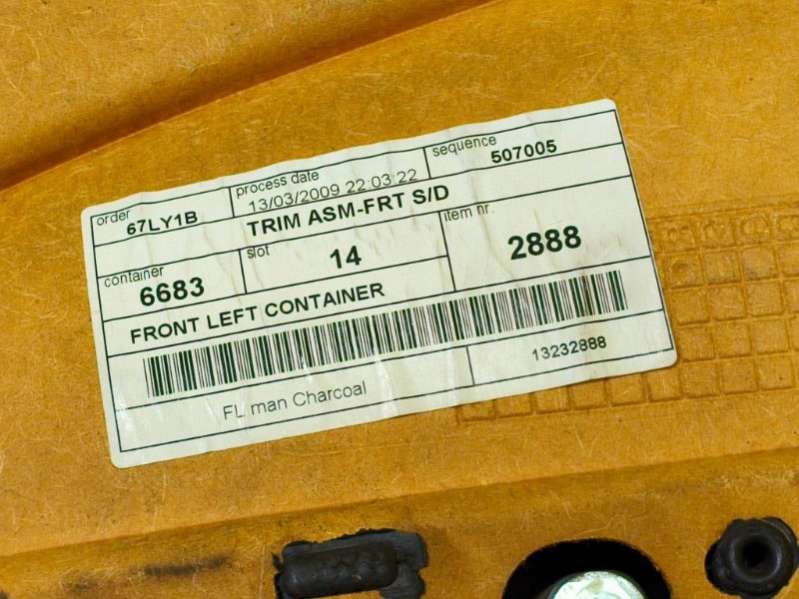 order process date sequence
67LY1B 13/03/2009 22:03:22 507005
TRIM ASM-FRT S/D
container slot item nr.
6683 14 2888
FRONT LEFT CONTAINER
13232888
FL man Charcoal